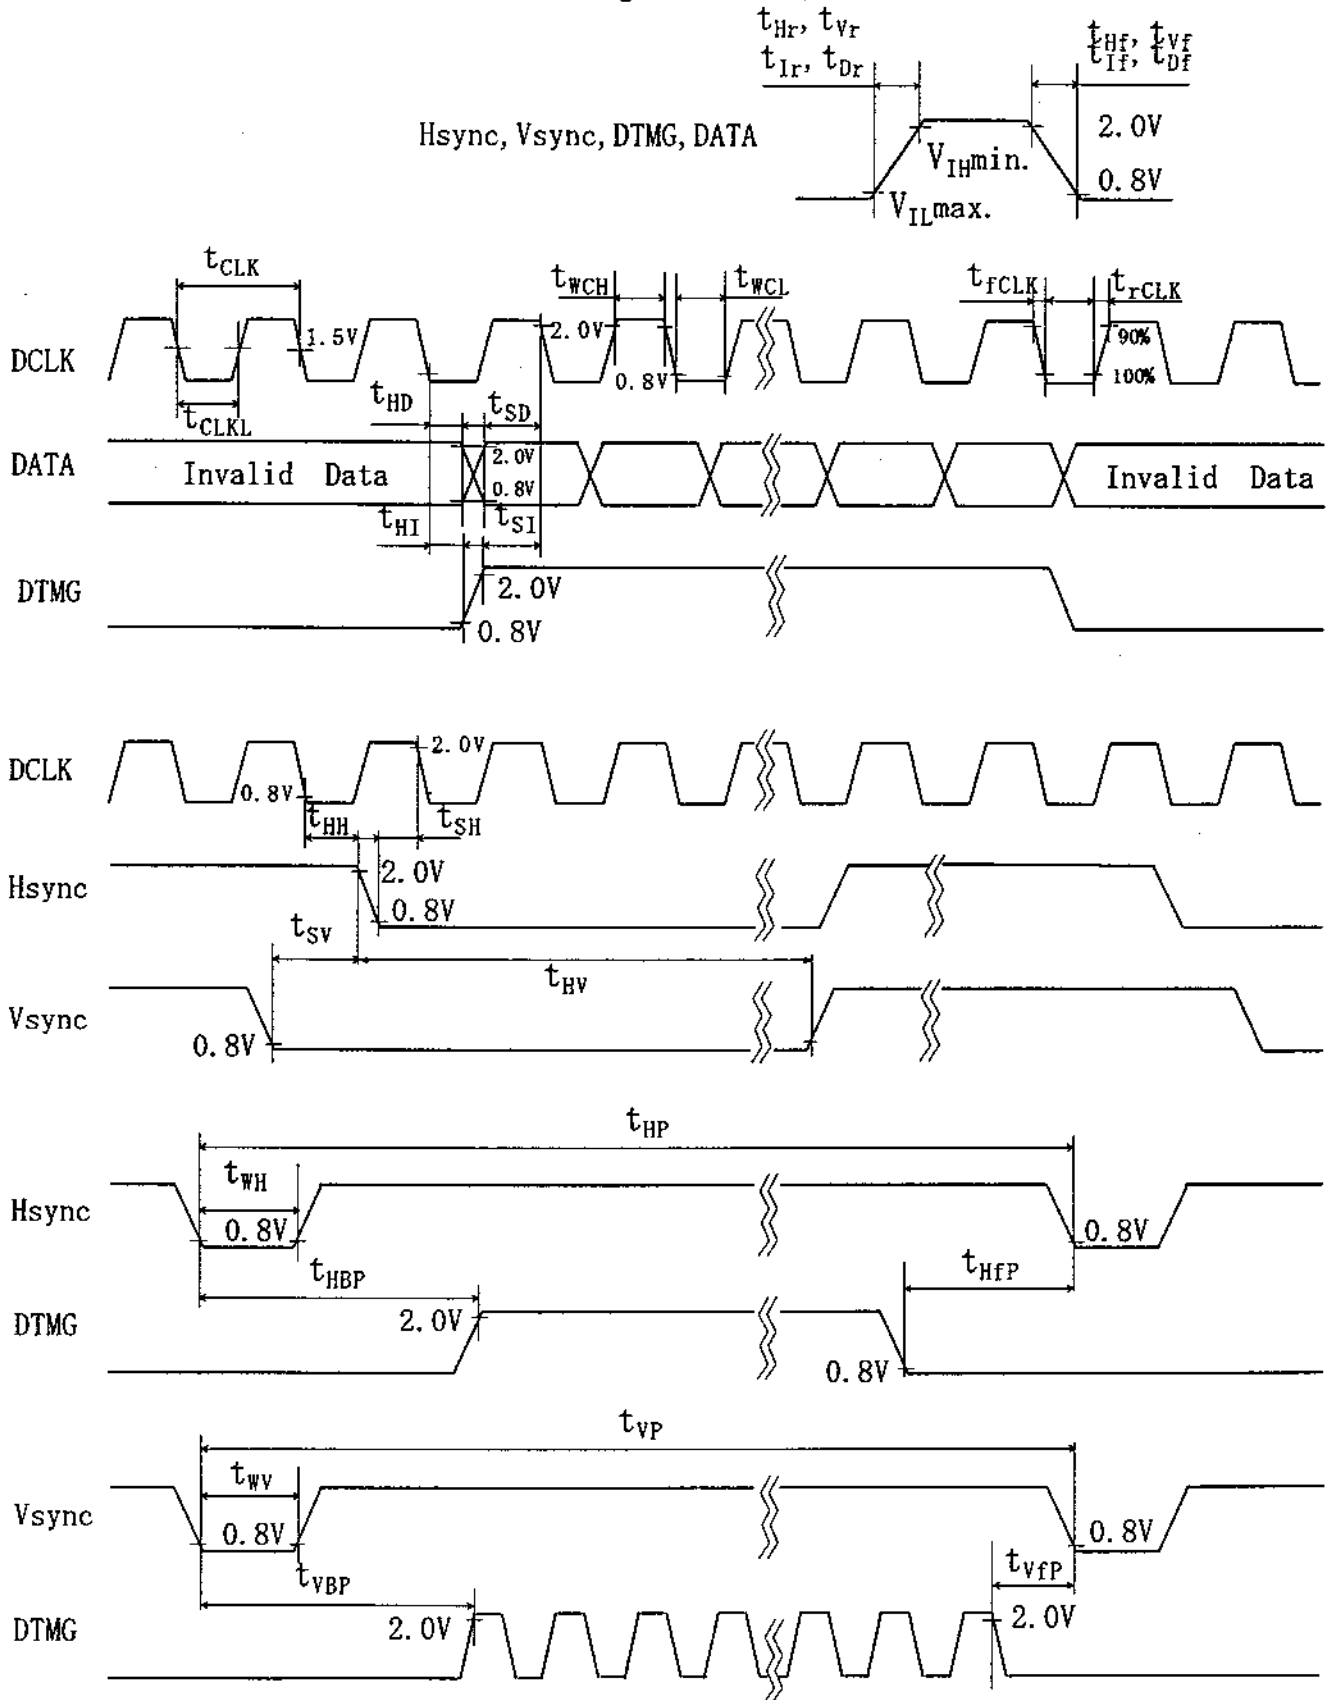 tHr, tVr
tHf, tVf
tIr, tDr
tIf, tDf
Hsync, Vsync, DTMG, DATA
2.0V
VIHmin.
0.8V
VILmax.
tCLK
tWCH
tWCL
tfCLK
trCLK
DCLK
1.5V
2.0V
90%
0.8V
100%
tHD
tSD
tCLKL
DATA
Invalid Data
2.0V
0.8V
Invalid Data
tHI
tSI
DTMG
2.0V
0.8V
DCLK
2.0V
0.8V
tHH
tSH
Hsync
2.0V
0.8V
tSV
tHV
Vsync
0.8V
tHP
tWH
Hsync
0.8V
0.8V
tHBP
tHfP
DTMG
2.0V
0.8V
tVP
tWV
Vsync
0.8V
0.8V
tVBP
tVfP
DTMG
2.0V
2.0V